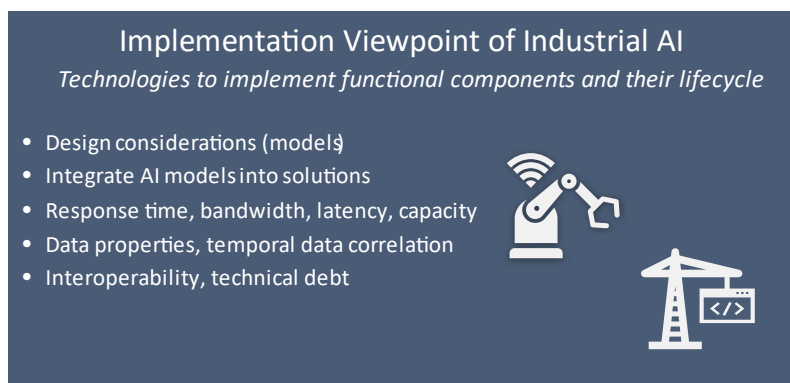 Implementation Viewpoint of Industrial AI
Technologies to implement functional components and their lifecycle
• Design considerations (models)
• Integrate AI models into solutions
• Response time, bandwidth, latency, capacity
• Data properties, temporal data correlation
• Interoperability, technical debt
</>